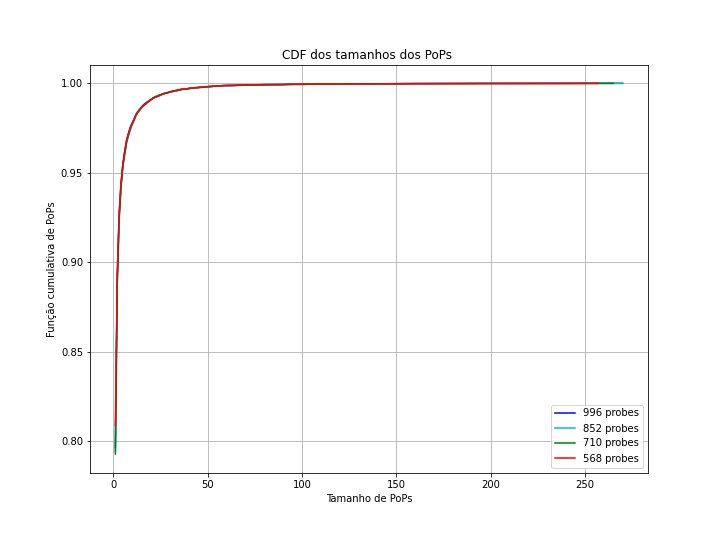 CDF dos tamanhos dos PoPs
1.00
0.95
0.90
0.85
0.80
Função cumulativa de PoPs
996 probes
852 probes
710 probes
568 probes
0 50 100 150 200 250
Tamanho de PoPs